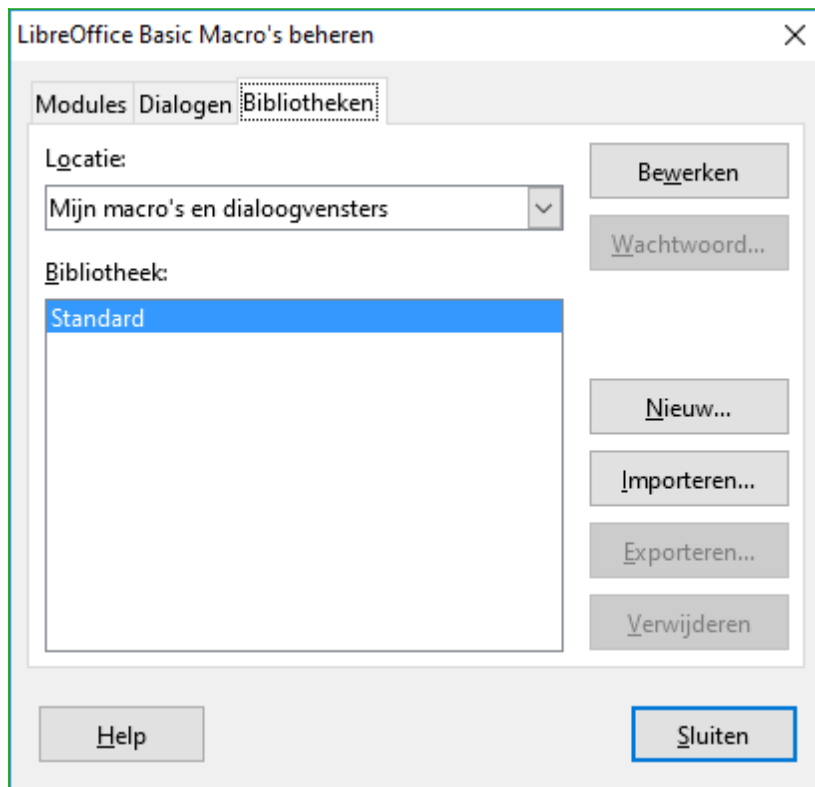 LibreOffice Basic Macro's beheren
Modules Dialogen Bibliotheken
Locatie:
Mijn macro's en dialoogvensters
Bewerken
Wachtwoord...
Bibliotheek:
Standard
Nieuw...
Importeren...
Exporteren...
Verwijderen
Help
Sluiten